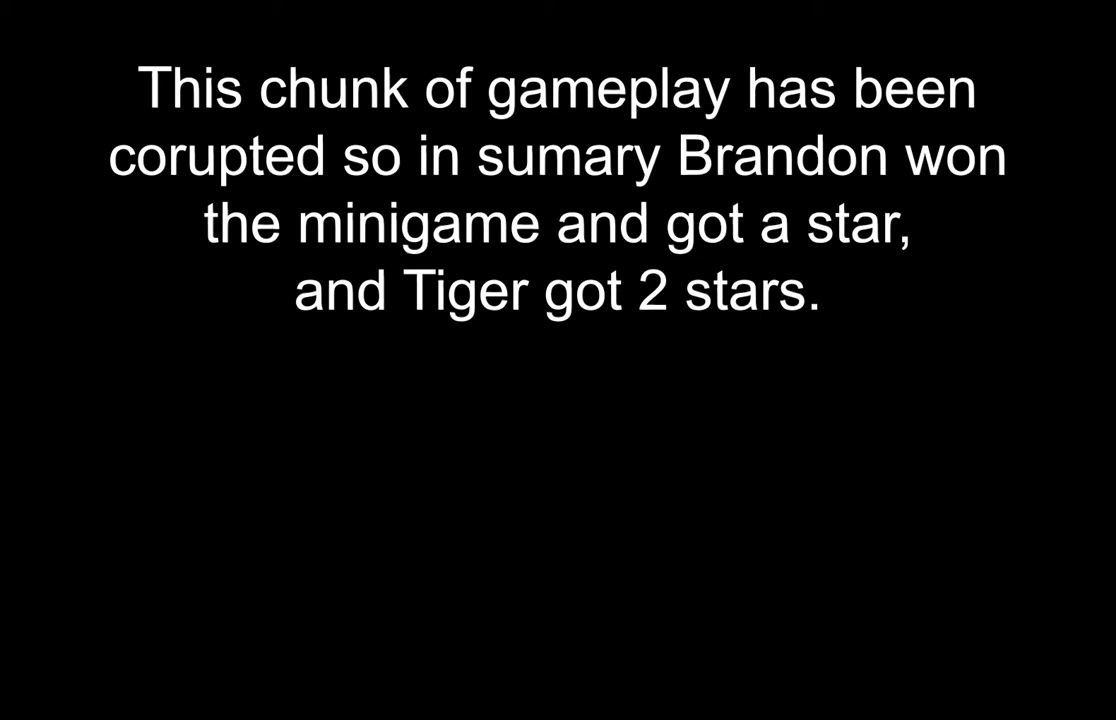 This chunk of gameplay has been
corupted so in sumary Brandon won
the minigame and got a star,
and Tiger got 2 stars.